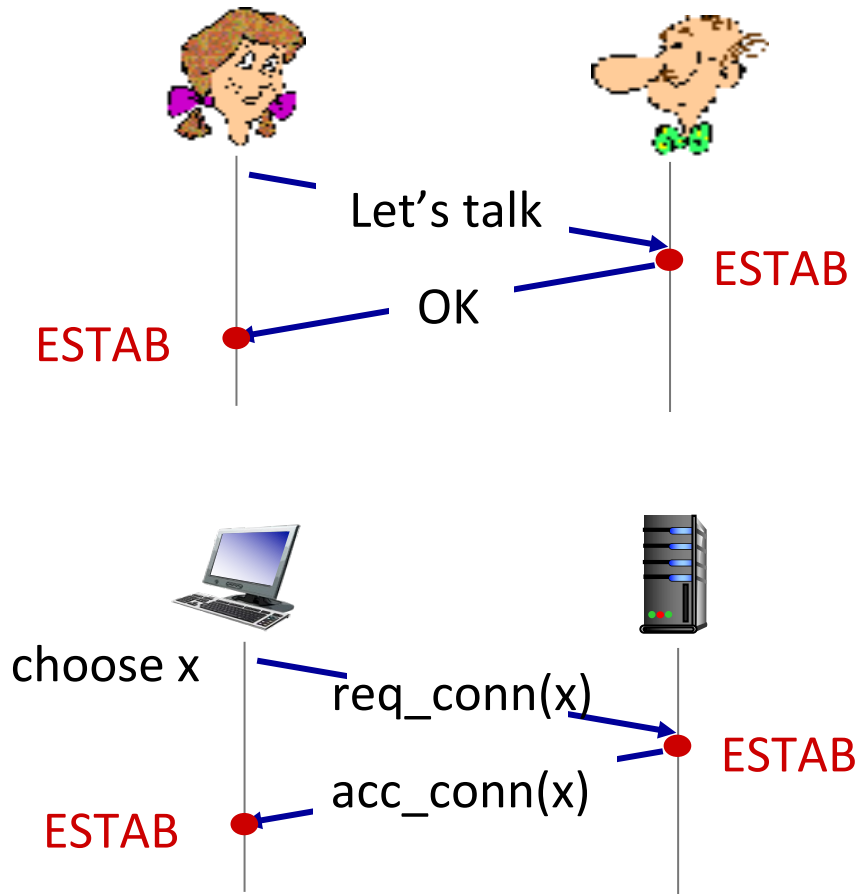 Let’s talk
ESTAB
OK
ESTAB
choose x
req_conn(x)
ESTAB
acc_conn(x)
ESTAB